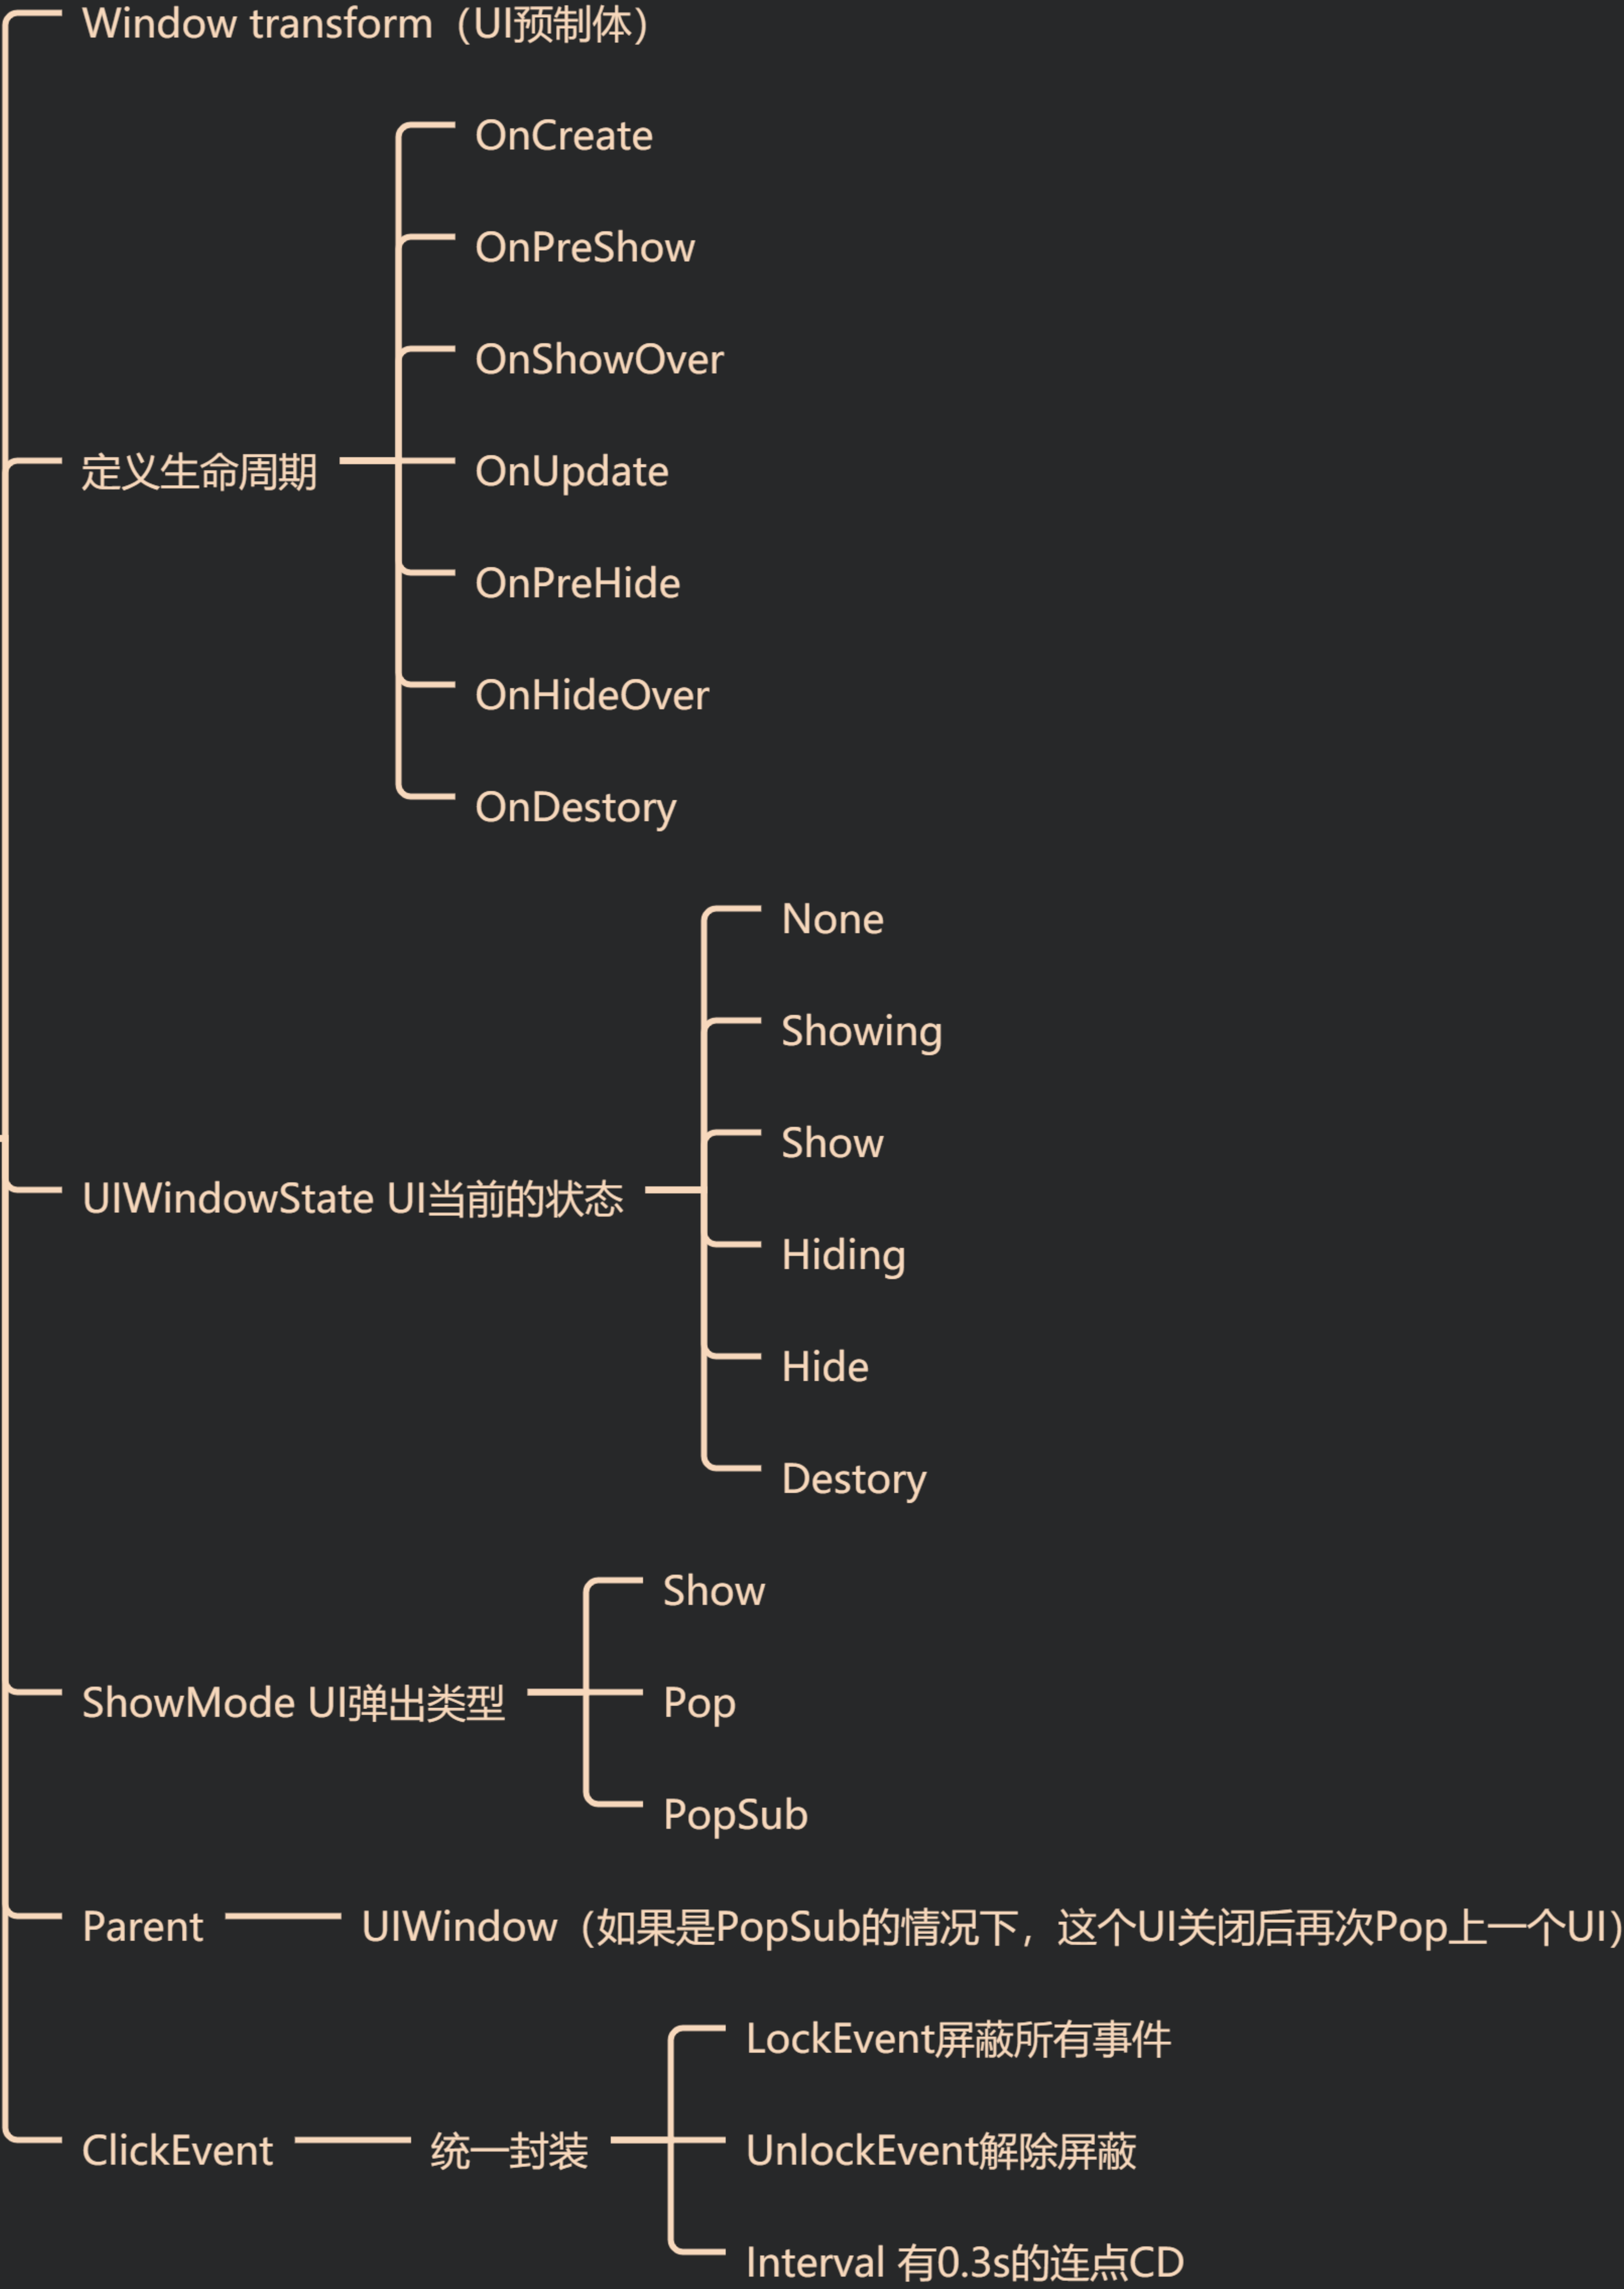 Window transform（UI预制体）
OnCreate
OnPreShow
OnShowOver
定义生命周期
OnUpdate
OnPreHide
OnHideOver
OnDestory
None
Showing
Show
UIWindowState UI当前的状态
Hiding
Hide
Destory
Show
ShowMode UI弹出类型
Pop
PopSub
Parent
UIWindow（如果是PopSub的情况下，这个UI关闭后再次Pop上一个UI）
LockEvent屏蔽所有事件
ClickEvent
统一封装
UnlockEvent解除屏蔽
Interval 有0.3s的连点CD